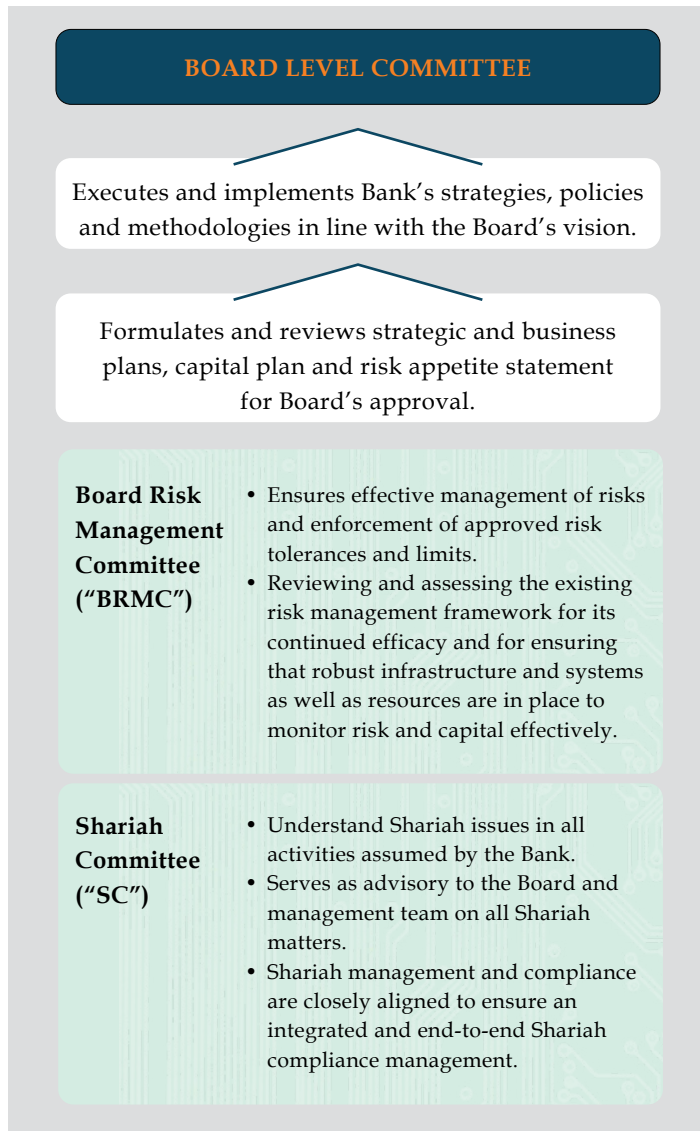 BOARD LEVEL COMMITTEE
Executes and implements Bank’s strategies, policies
and methodologies in line with the Board’s vision.
Formulates and reviews strategic and business
plans, capital plan and risk appetite statement
for Board’s approval.
Board Risk
Management
Committee
(“BRMC”)
• Ensures effective management of risks
and enforcement of approved risk
tolerances and limits.
• Reviewing and assessing the existing
risk management framework for its
continued efficacy and for ensuring
that robust infrastructure and systems
as well as resources are in place to
monitor risk and capital effectively.
Shariah
Committee
(“SC”)
• Understand Shariah issues in all
activities assumed by the Bank.
• Serves as advisory to the Board and
management team on all Shariah
matters.
• Shariah management and compliance
are closely aligned to ensure an
integrated and end-to-end Shariah
compliance management.